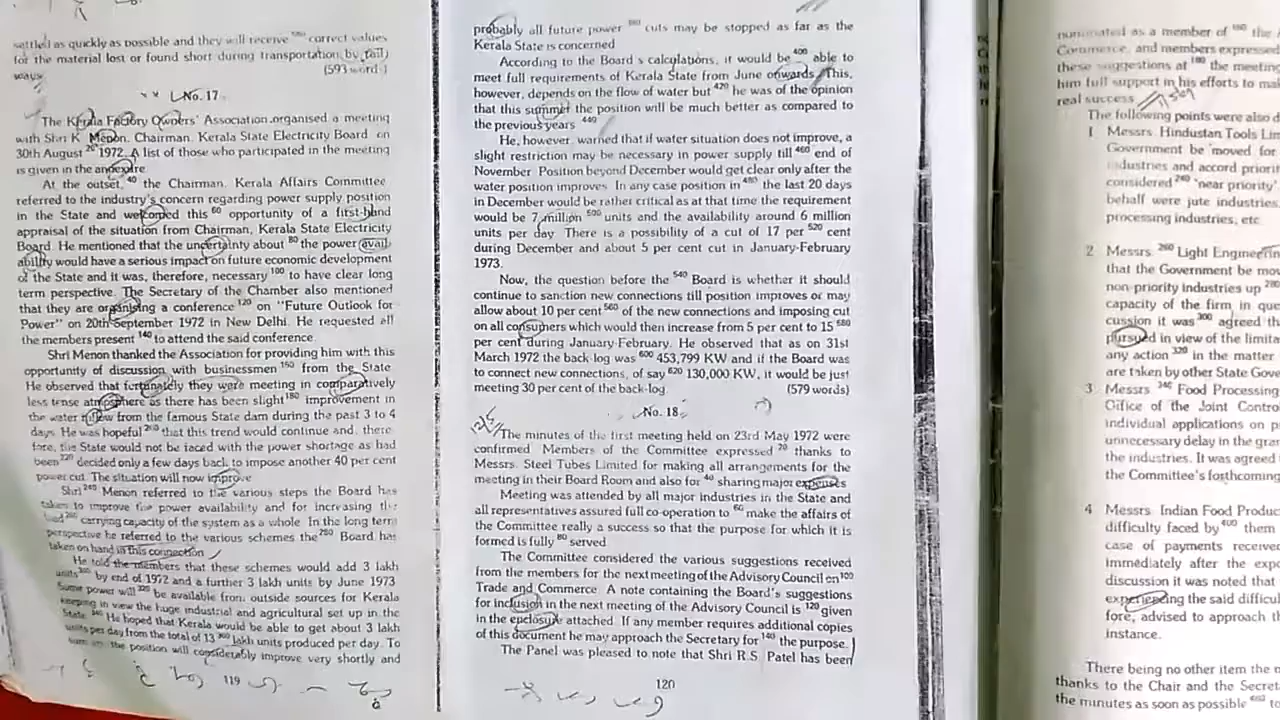 settled as quickly as possible and they will receive 580 correct values
for the material lost or found short during transportation by (rail)
ways.
(593 words)
No. 17
The Kerala Factory Owners' Association organised a meeting
with Shri K. Menon, Chairman, Kerala State Electricity Board on
30th August 20 1972. A list of those who participated in the meeting
is given in the annexure.
At the outset, 40 the Chairman, Kerala Affairs Committee
referred to the industry's concern regarding power supply position
in the State and welcomed this 60 opportunity of a first-hand
appraisal of the situation from Chairman, Kerala State Electricity
Board. He mentioned that the uncertainty about 80 the power avail-
ability would have a serious impact on future economic development
of the State and it was, therefore, necessary 100 to have clear long
term perspective. The Secretary of the Chamber also mentioned
that they are organising a conference 120 on "Future Outlook for
Power" on 20th September 1972 in New Delhi. He requested all
the members present 140 to attend the said conference.
Shri Menon thanked the Association for providing him with this
opportunity of discussion with businessmen 160 from the State.
He observed that fortunately they were meeting in comparatively
less tense atmosphere as there has been slight 180 improvement in
the water inflow from the famous State dam during the past 3 to 4
days. He was hopeful 200 that this trend would continue and, there-
fore, the State would not be faced with the power shortage as had
been 220 decided only a few days back to impose another 40 per cent
power cut. The situation will now improve.
Shri 240 Menon referred to the various steps the Board has
taken to improve the power availability and for increasing the
load 260 carrying capacity of the system as a whole. In the long term
perspective he referred to the various schemes the 280 Board has
taken on hand in this connection.
He told the members that these schemes would add 3 lakh
units 300 by end of 1972 and a further 3 lakh units by June 1973.
Some power will 320 be available from outside sources for Kerala
keeping in view the huge industrial and agricultural set up in the
State. 340 He hoped that Kerala would be able to get about 3 lakh
units per day from the total of 13 360 lakh units produced per day. To
sum up, the position will considerably improve very shortly and
119
probably all future power 380 cuts may be stopped as far as the
Kerala State is concerned
According to the Board's calculations, it would be 400 able to
meet full requirements of Kerala State from June onwards. This,
however, depends on the flow of water but 420 he was of the opinion
that this summer the position will be much better as compared to
the previous years 440
He, however, warned that if water situation does not improve, a
slight restriction may be necessary in power supply till 460 end of
November. Position beyond December would get clear only after the
water position improves. In any case position in 480 the last 20 days
in December would be rather critical as at that time the requirement
would be 7 million 500 units and the availability around 6 million
units per day. There is a possibility of a cut of 17 per 520 cent
during December and about 5 per cent cut in January-February
1973.
Now, the question before the 540 Board is whether it should
continue to sanction new connections till position improves or may
allow about 10 per cent 560 of the new connections and imposing cut
on all consumers which would then increase from 5 per cent to 15 580
per cent during January-February. He observed that as on 31st
March 1972 the back-log was 600 453,799 KW and if the Board was
to connect new connections, of say 620 130,000 KW, it would be just
meeting 30 per cent of the back-log.
(579 words)
No. 18
The minutes of the first meeting held on 23rd May 1972 were
confirmed. Members of the Committee expressed 20 thanks to
Messrs. Steel Tubes Limited for making all arrangements for the
meeting in their Board Room and also for 40 sharing major expenses
Meeting was attended by all major industries in the State and
all representatives assured full co-operation to 60 make the affairs of
the Committee really a success so that the purpose for which it is
formed is fully 80 served.
The Committee considered the various suggestions received
from the members for the next meeting of the Advisory Council on 100
Trade and Commerce. A note containing the Board's suggestions
for inclusion in the next meeting of the Advisory Council is 120 given
in the enclosure attached. If any member requires additional copies
of this document he may approach the Secretary for 140 the purpose.
The Panel was pleased to note that Shri R.S. Patel has been
120
nominated as a member of 160 the
Commerce, and members expressed
these suggestions at 180 the meeting
him full support in his efforts to
real success.
The following points were also
1 Messrs. Hindustan Tools
Government be moved for
industries and accord
considered 240 'near priority'
behalf were jute industries,
processing industries, etc.
2 Messrs. 260 Light
that the Government be
non-priority industries up 280
capacity of the firm in
cussion it was 300 agreed
pursued in view of the
any action 320 in the matter
are taken by other State
3 Messrs. 340 Food Processing
Office of the Joint
individual applications on
unnecessary delay in the
the industries. It was agreed
the Committee's forthcoming
4 Messrs. Indian Food
difficulty faced by 400 them
case of payments
immediately after the
discussion it was noted that
experiencing the said
fore, advised to approach
instance.
There being no other item the
thanks to the Chair and the
the minutes as soon as possible 460